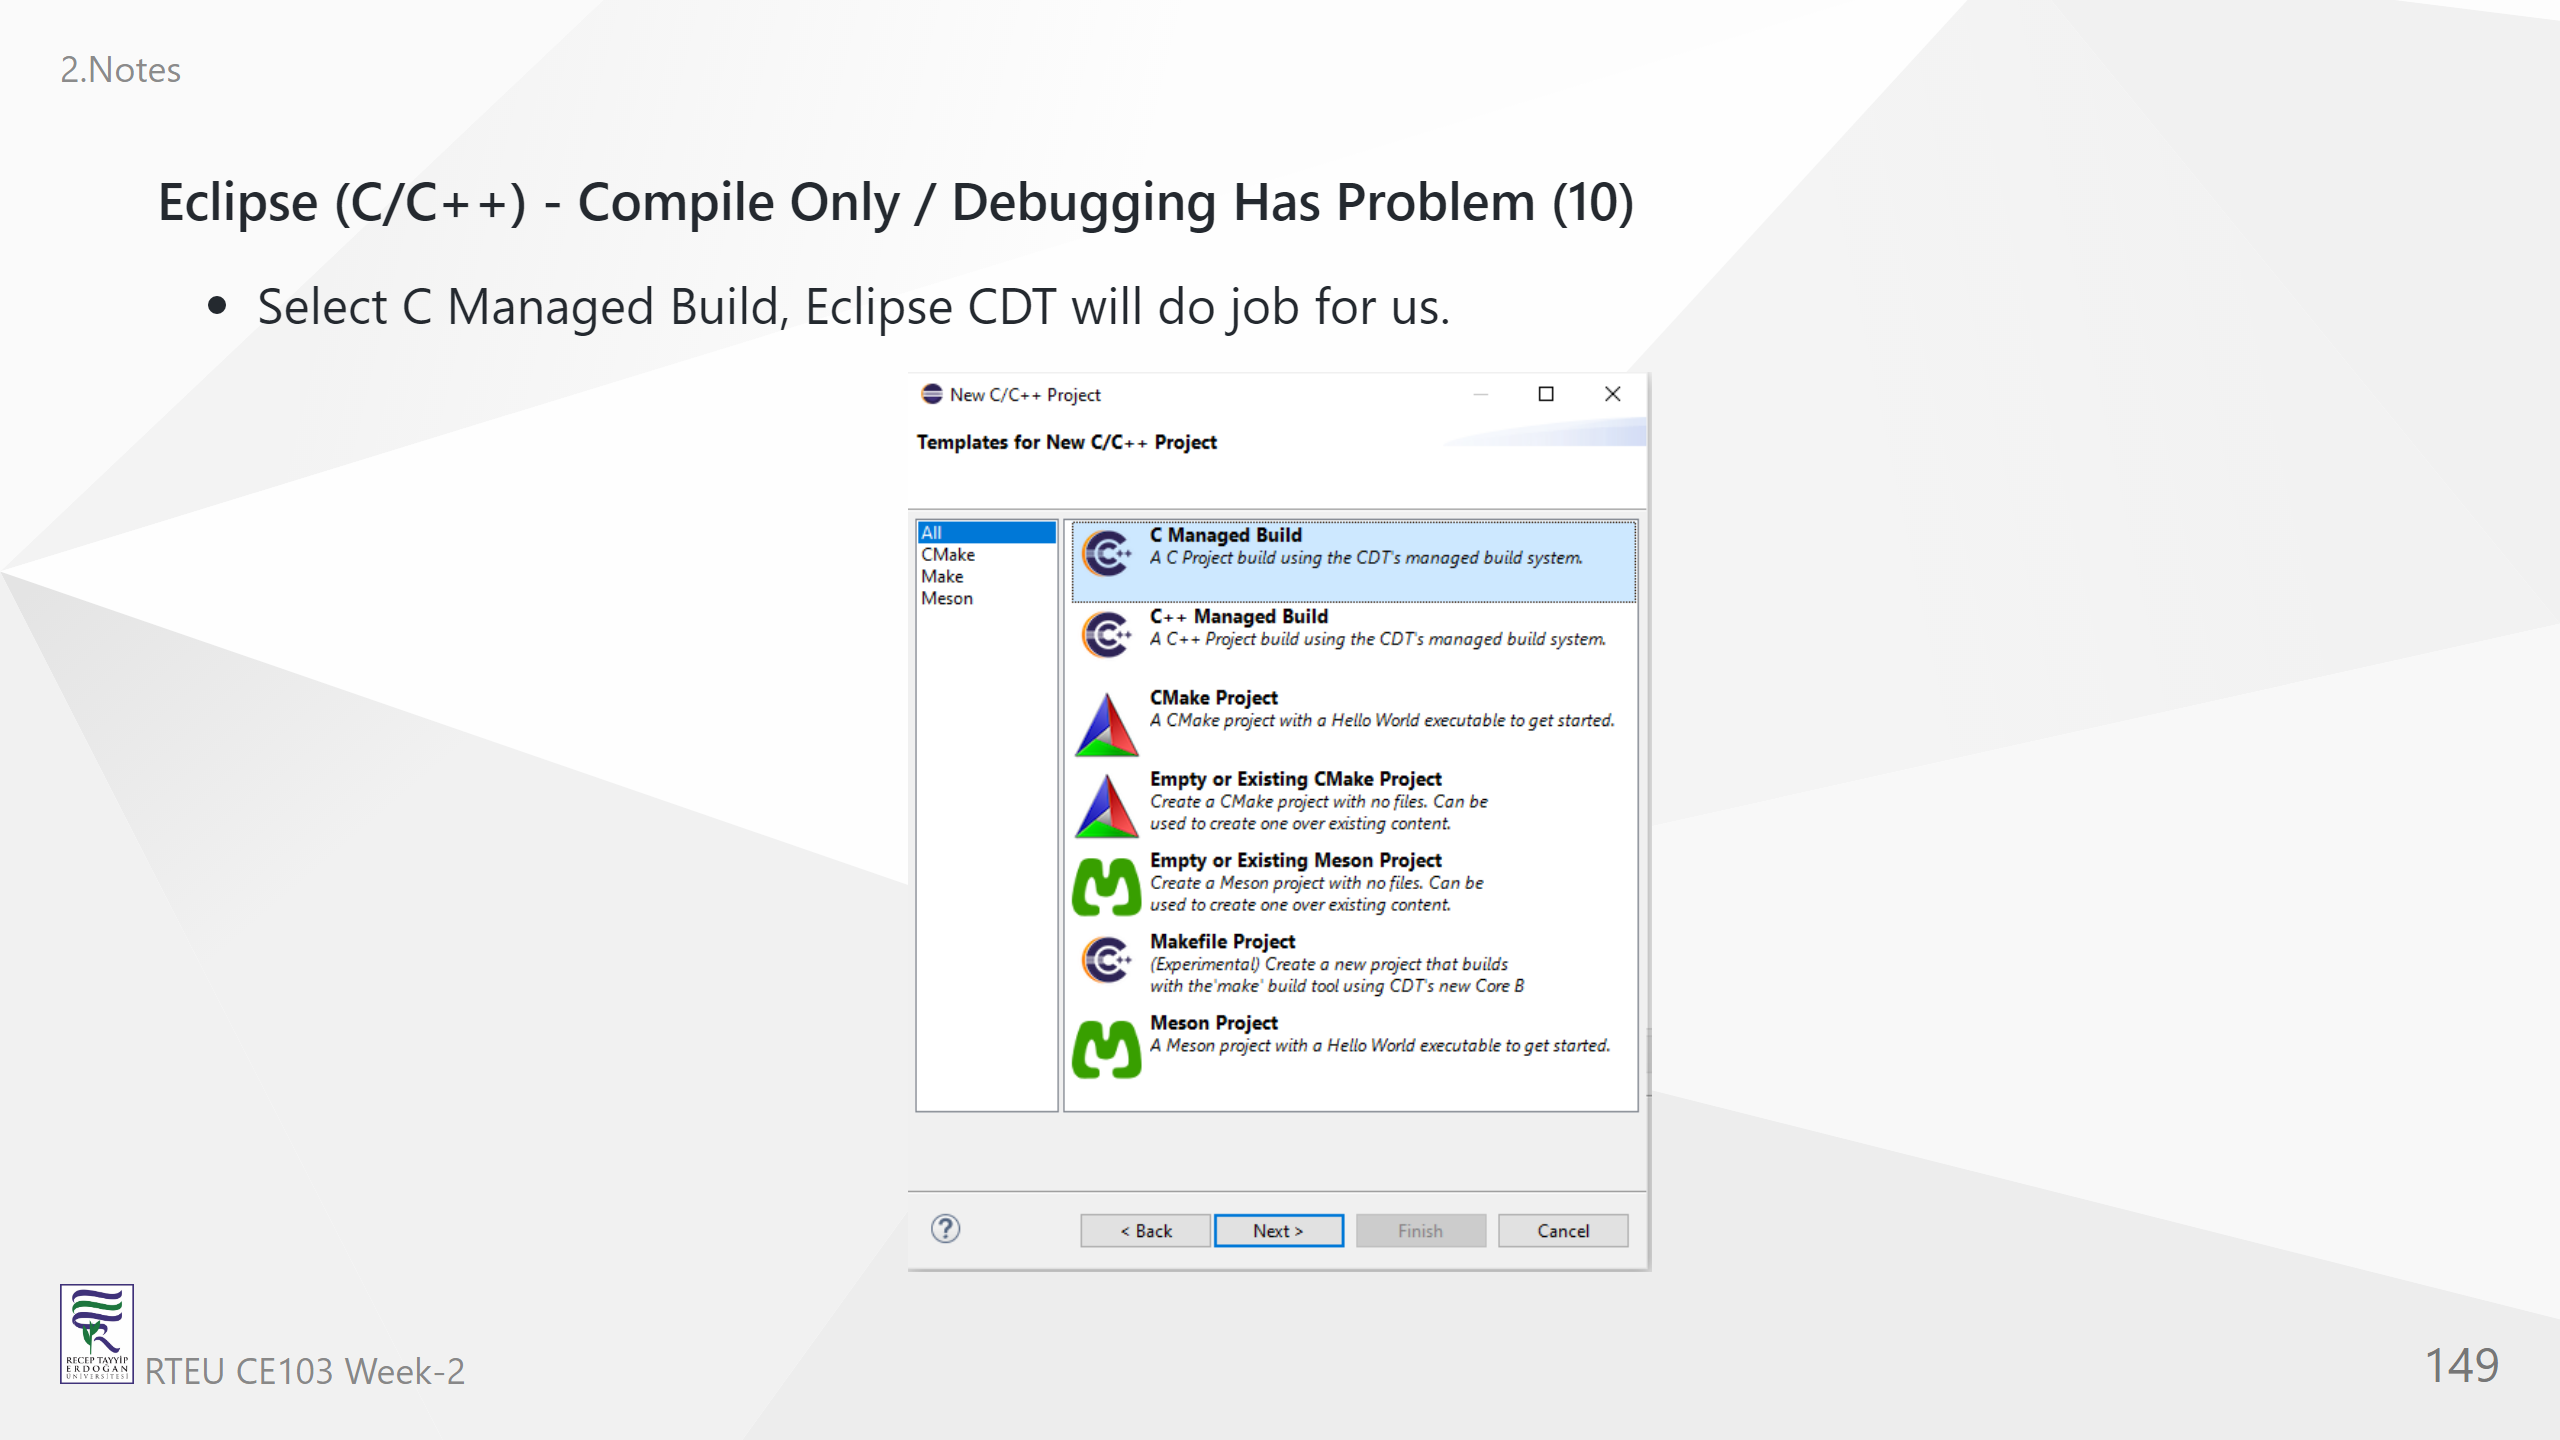 2.Notes
Eclipse (C/C++) - Compile Only / Debugging Has Problem (10)
• Select C Managed Build, Eclipse CDT will do job for us.
New C/C++ Project
Templates for New C/C++ Project
All
CMake
Make
Meson
C Managed Build
A C Project build using the CDT's managed build system.
C++ Managed Build
A C++ Project build using the CDT's managed build system.
CMake Project
A CMake project with a Hello World executable to get started.
Empty or Existing CMake Project
Create a CMake project with no files. Can be
used to create one over existing content.
Empty or Existing Meson Project
Create a Meson project with no files. Can be
used to create one over existing content.
Makefile Project
(Experimental) Create a new project that builds
with the'make' build tool using CDT's new Core B
Meson Project
A Meson project with a Hello World executable to get started.
?
< Back
Next >
Finish
Cancel
RECEP TAYYİP
ERDOĞAN
ÜNİVERSİTESİ
RTEU CE103 Week-2
149